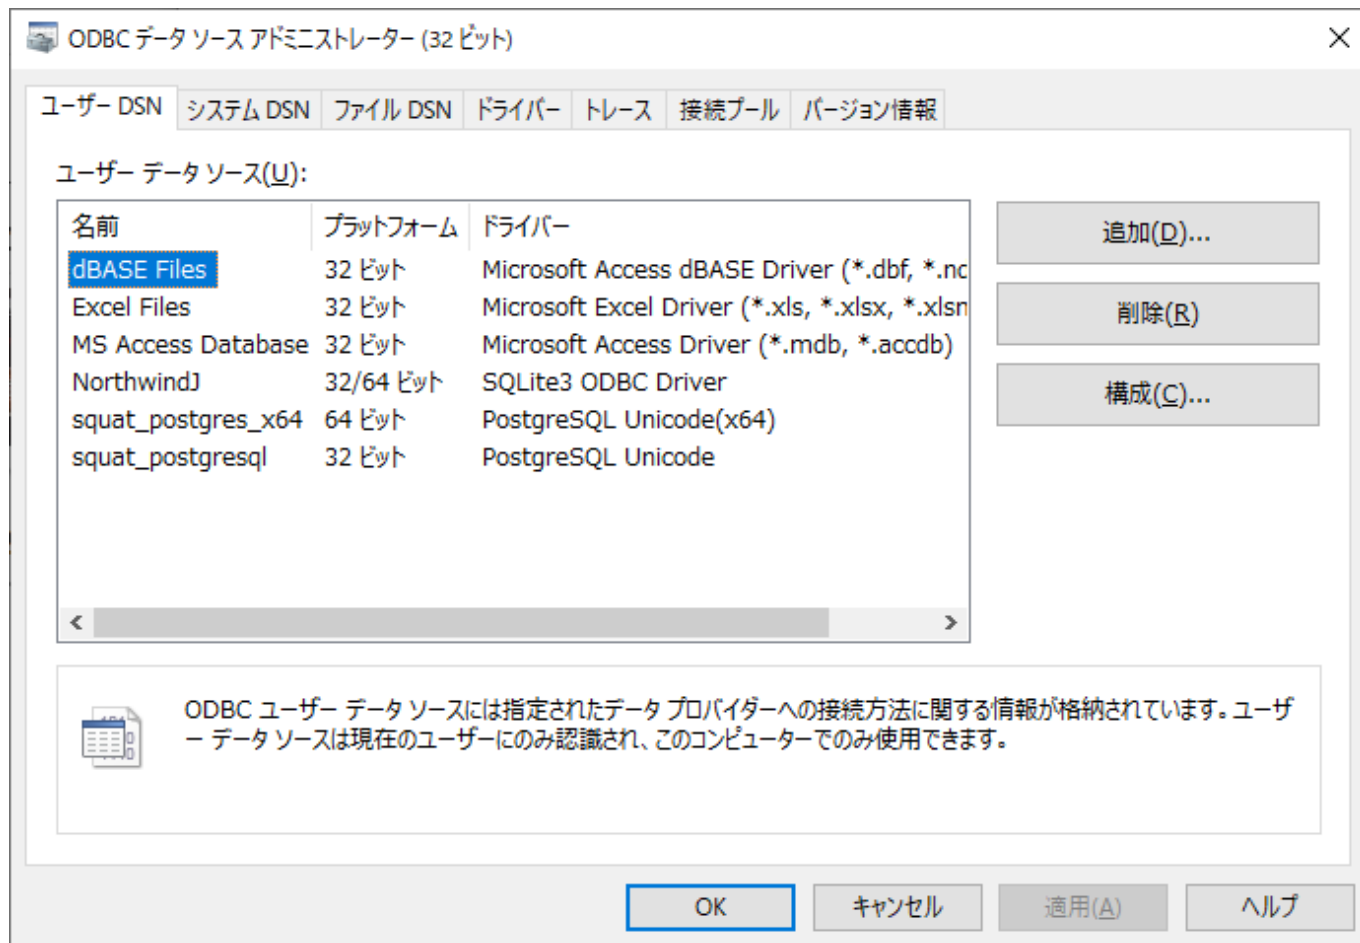 ODBC データ ソース アドミニストレーター (32 ビット)
ユーザー DSN システム DSN ファイル DSN ドライバー トレース 接続プール バージョン情報
ユーザー データ ソース(U):
名前 プラットフォーム ドライバー
dBASE Files 32 ビット Microsoft Access dBASE Driver (*.dbf, *.nd
Excel Files 32 ビット Microsoft Excel Driver (*.xls, *.xlsx, *.xlsm
MS Access Database 32 ビット Microsoft Access Driver (*.mdb, *.accdb)
NorthwindJ 32/64 ビット SQLite3 ODBC Driver
squat_postgres_x64 64 ビット PostgreSQL Unicode(x64)
squat_postgresql 32 ビット PostgreSQL Unicode
追加(D)...
削除(R)
構成(C)...
ODBC ユーザー データ ソースには指定されたデータ プロバイダーへの接続方法に関する情報が格納されています。ユーザ
ー データ ソースは現在のユーザーにのみ認識され、このコンピューターでのみ使用できます。
OK キャンセル 適用(A) ヘルプ